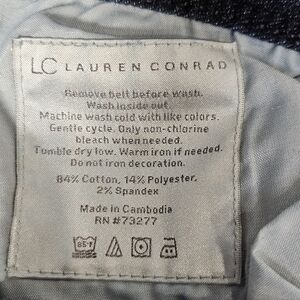 LC LAUREN CONRAD
Remove belt before wash.
Wash inside out.
Machine wash cold with like colors.
Gentle cycle. Only non-chlorine
bleach when needed.
Tumble dry low. Warm iron if needed.
Do not iron decoration.
84% Cotton, 14% Polyester,
2% Spandex
Made in Cambodia
RN #73277
85°F